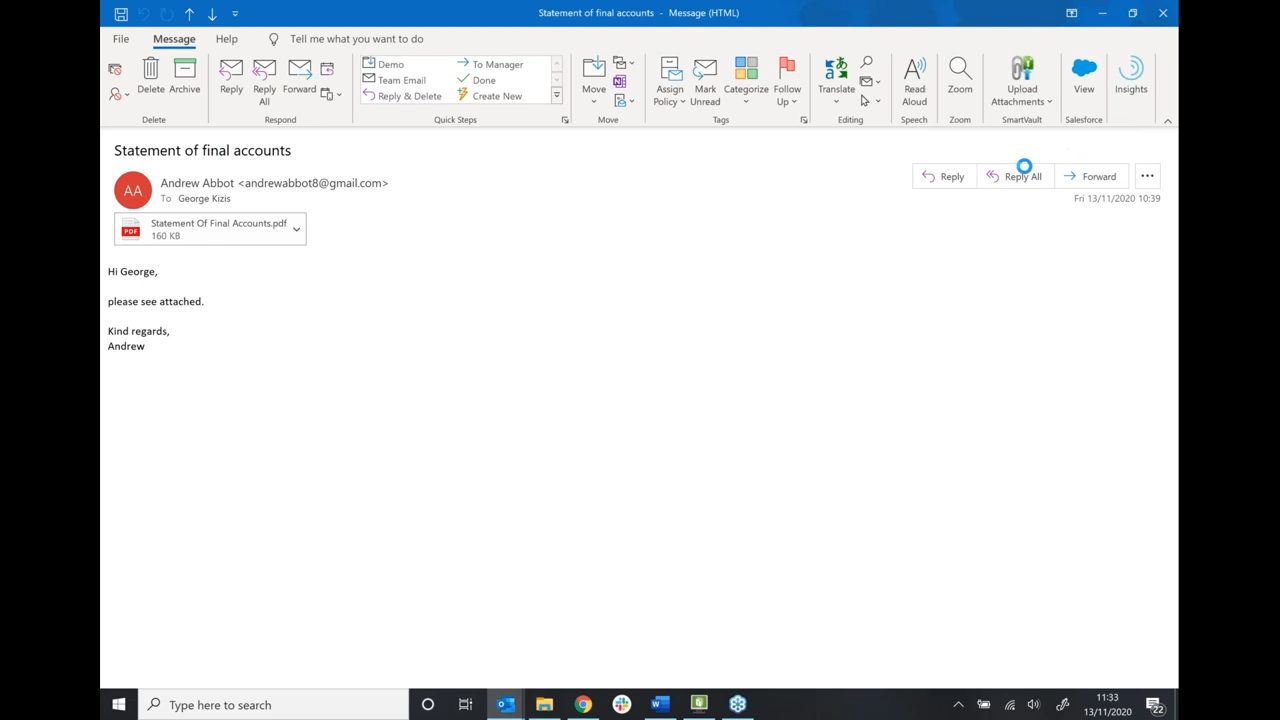 Statement of final accounts - Message (HTML)
File Message Help Tell me what you want to do
Delete Archive Reply Reply All Forward
Demo To Manager
Team Email Done
Reply & Delete Create New
Move Assign Policy Mark Unread Categorize Follow Up Translate Read Aloud Zoom Upload Attachments View Insights
Delete Respond Quick Steps Move Tags Editing Speech Zoom SmartVault Salesforce
Statement of final accounts
AA
Andrew Abbot <andrewabbot8@gmail.com>
To George Kizis
Reply Reply All Forward
Fri 13/11/2020 10:39
PDF
Statement Of Final Accounts.pdf
160 KB
Hi George,
please see attached.
Kind regards,
Andrew
Type here to search
11:33
13/11/2020
22